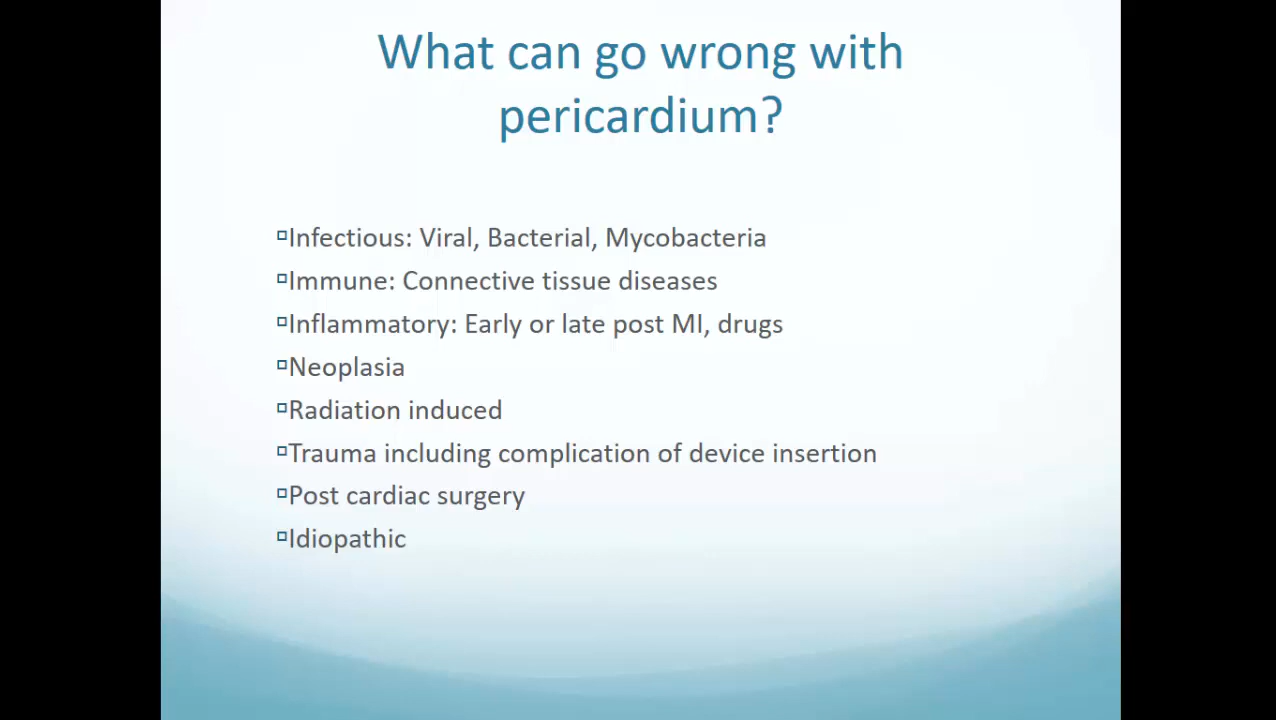 What can go wrong with
pericardium?
Infectious: Viral, Bacterial, Mycobacteria
Immune: Connective tissue diseases
Inflammatory: Early or late post MI, drugs
Neoplasia
Radiation induced
Trauma including complication of device insertion
Post cardiac surgery
Idiopathic